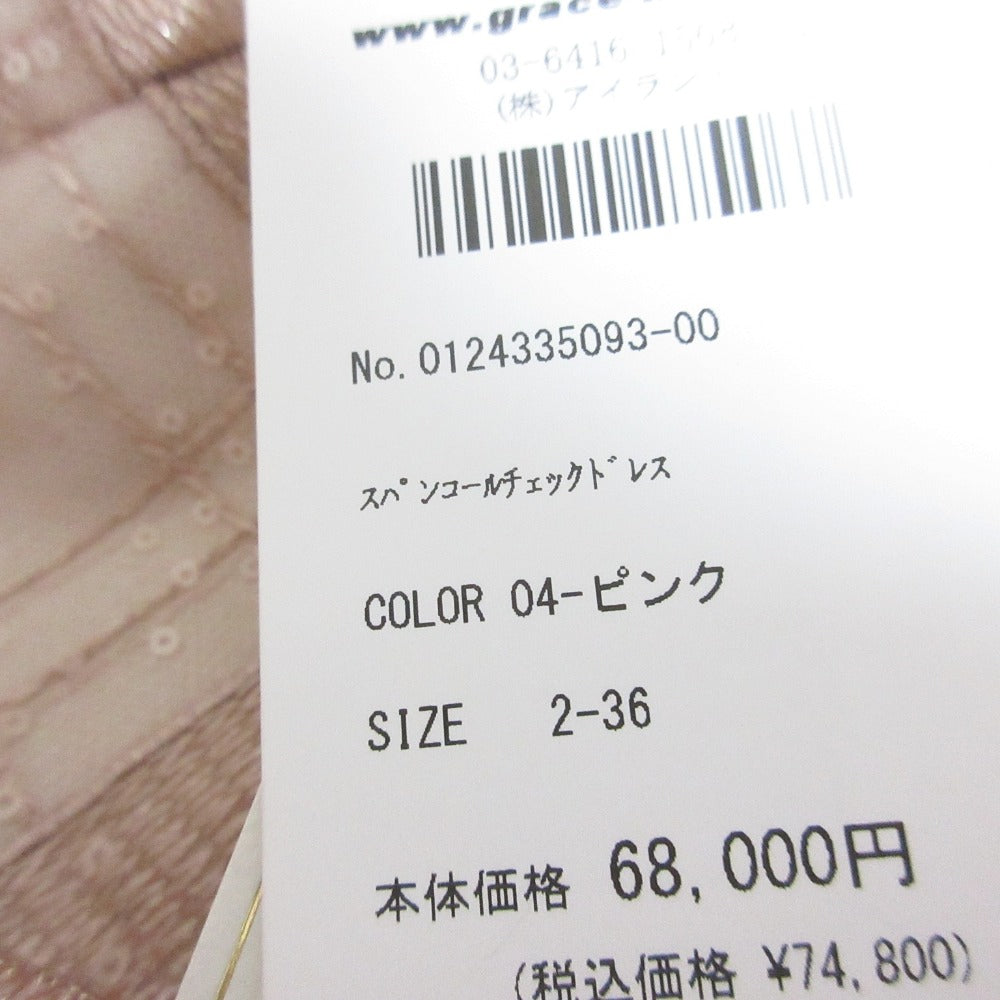 www.grace
03-6416
(株)アイラン
No. 0124335093-00
スパンコールチェックドレス
COLOR 04-ピンク
SIZE 2-36
本体価格 68,000円
(税込価格 ¥74,800)